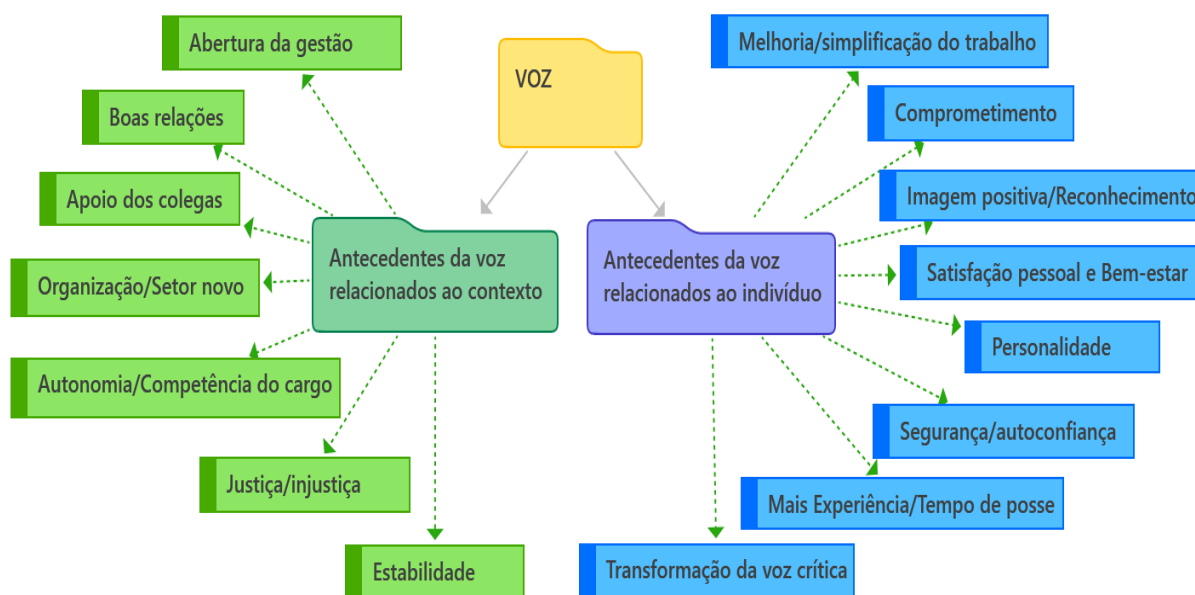 VOZ
Antecedentes da voz
relacionados ao contexto
Abertura da gestão
Boas relações
Apoio dos colegas
Organização/Setor novo
Autonomia/Competência do cargo
Justiça/injustiça
Estabilidade
Antecedentes da voz
relacionados ao indivíduo
Melhoria/simplificação do trabalho
Comprometimento
Imagem positiva/Reconhecimento
Satisfação pessoal e Bem-estar
Personalidade
Segurança/autoconfiança
Mais Experiência/Tempo de posse
Transformação da voz crítica